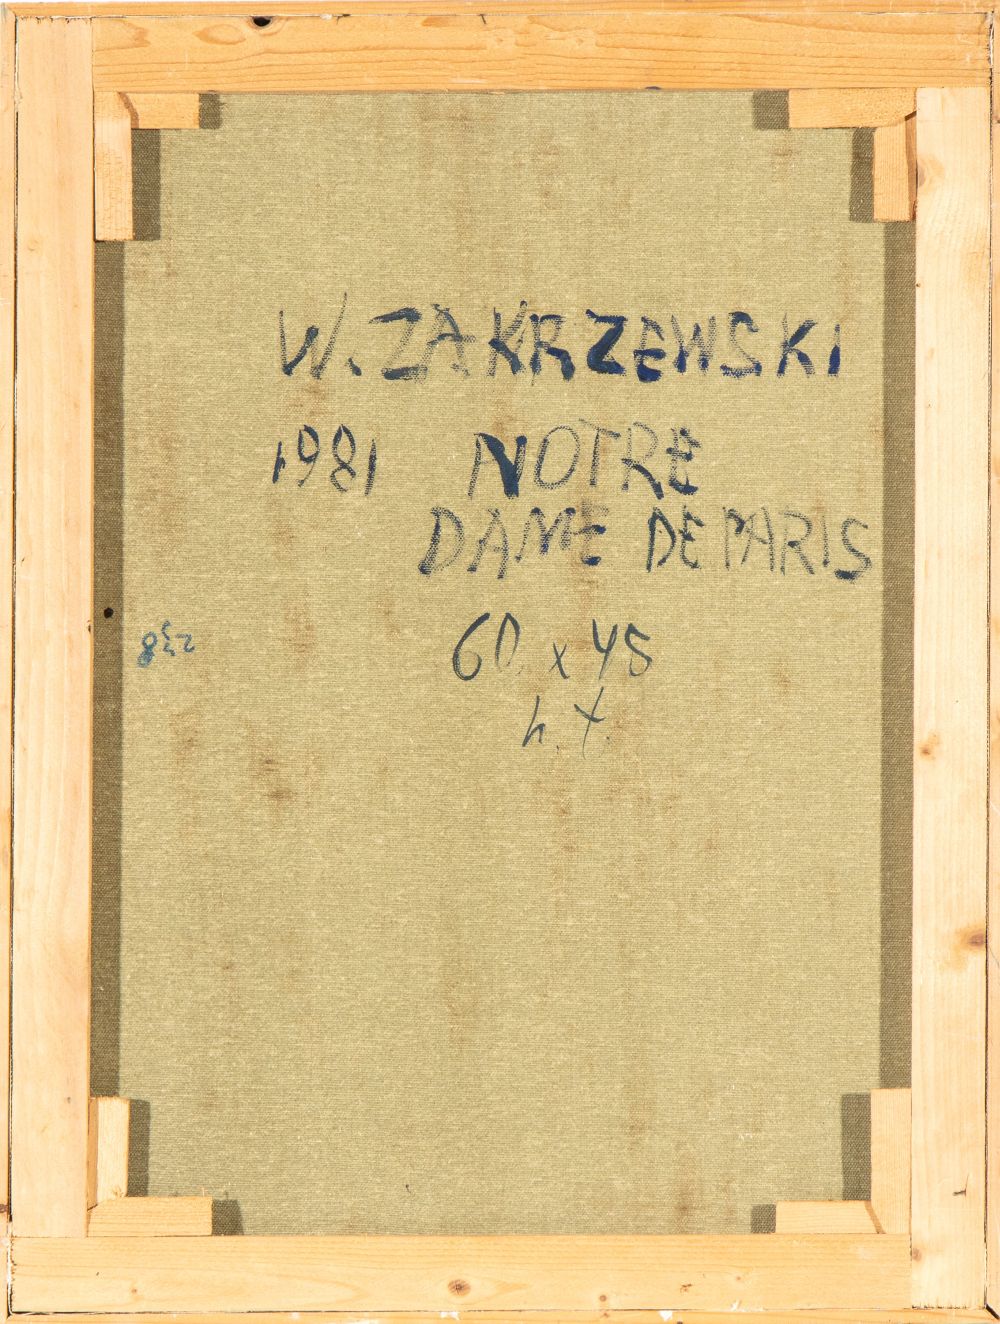 W. ZAKRZEWSKI
1981 NOTRE
DAME DE PARIS
60 x 45